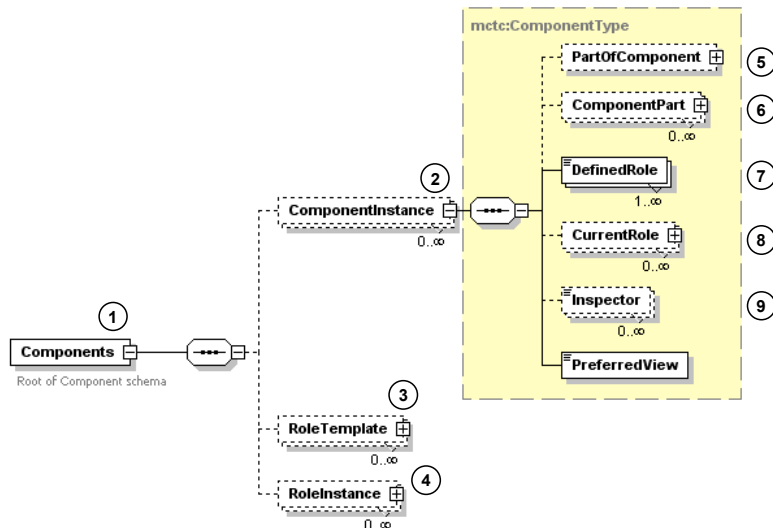 mctc:ComponentType
PartOfComponent
5
ComponentPart
6
0..∞
DefinedRole
7
1..∞
2
ComponentInstance
0..∞
CurrentRole
8
0..∞
Inspector
9
0..∞
1
Components
Root of Component schema
PreferredView
3
RoleTemplate
0..∞
4
RoleInstance
0..∞